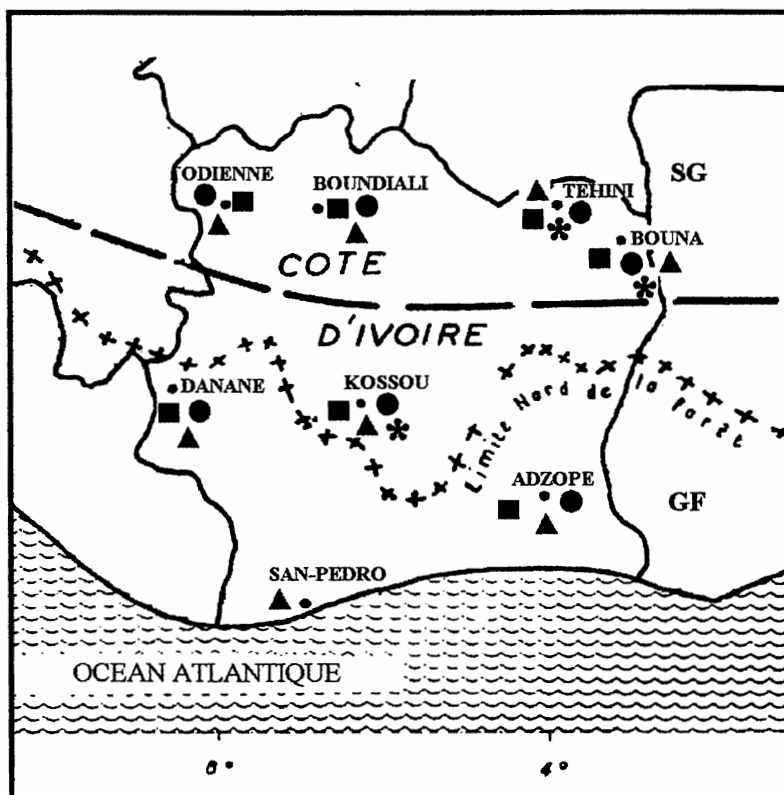 ODIENNE
BOUNDIALI
TEHINI
SG
BOUNA
COTE
D'IVOIRE
DANANE
KOSSOU
Limite Nord de la forêt
ADZOPE
GF
SAN-PEDRO
OCEAN ATLANTIQUE
8°
4°